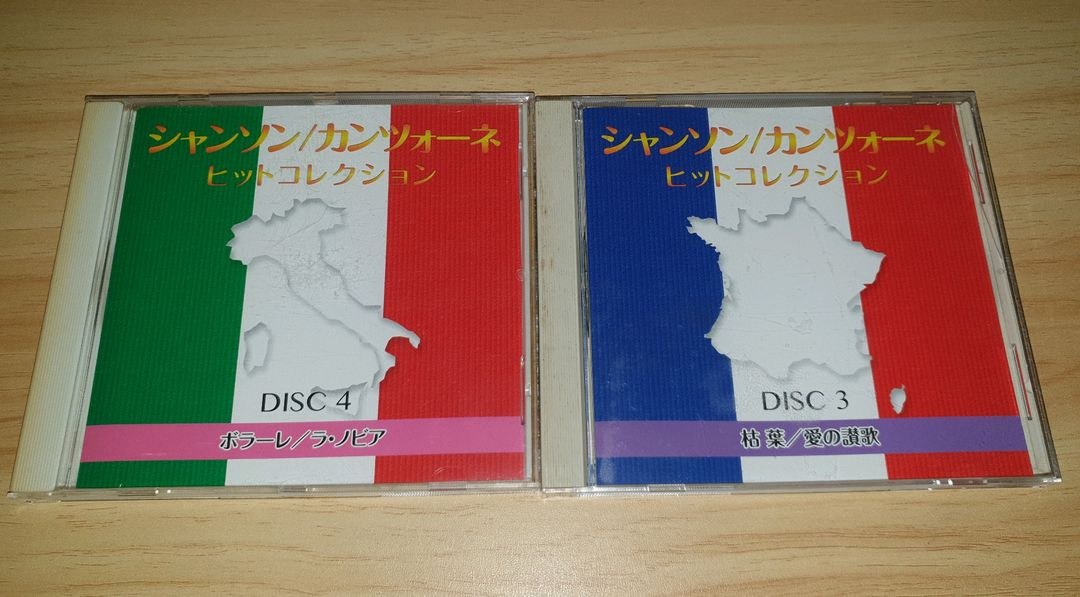 シャンソン/カンツォーネ
ヒットコレクション
DISC 4
ボラーレ/ラ・ノビア
シャンソン/カンツォーネ
ヒットコレクション
DISC 3
枯葉/愛の讃歌